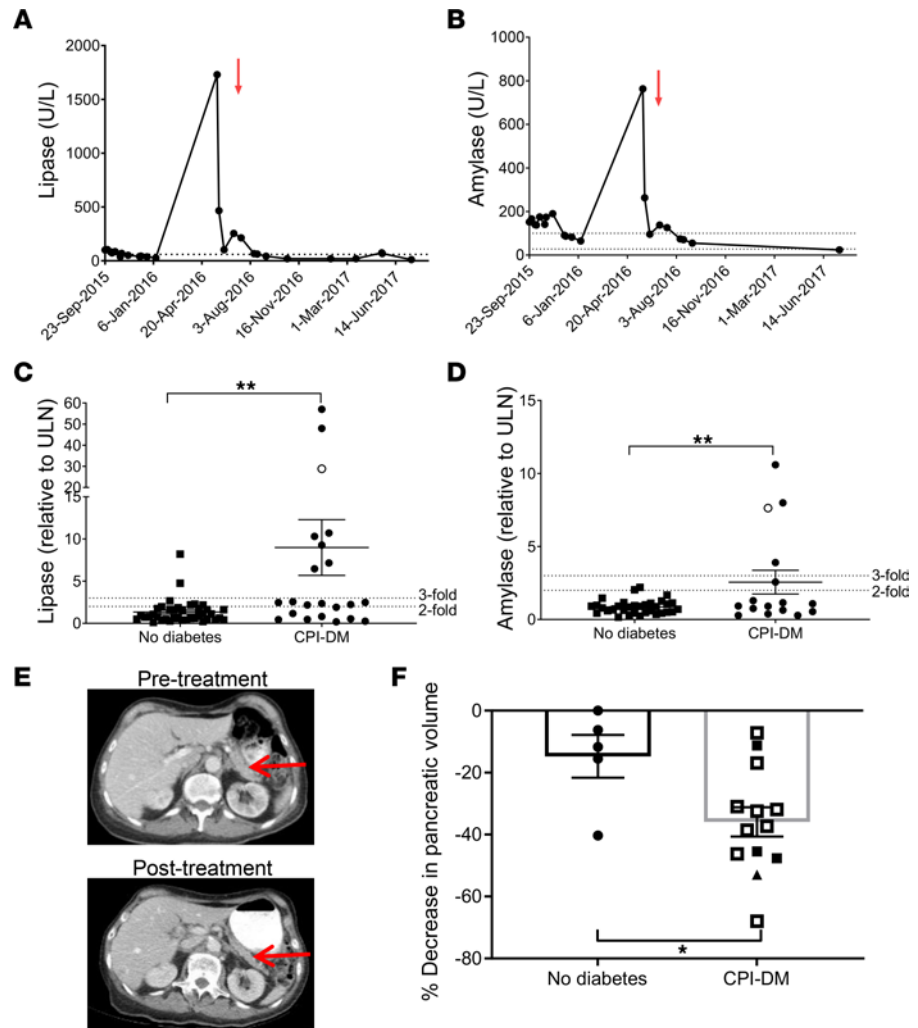 A
Lipase (U/L)
2000
1500
1000
500
0
23-Sep-2015
6-Jan-2016
20-Apr-2016
3-Aug-2016
16-Nov-2016
1-Mar-2017
14-Jun-2017
B
Amylase (U/L)
1000
800
600
400
200
0
23-Sep-2015
6-Jan-2016
20-Apr-2016
3-Aug-2016
16-Nov-2016
1-Mar-2017
14-Jun-2017
C
Lipase (relative to ULN)
**
60
50
40
30
15
10
5
0
3-fold
2-fold
No diabetes
CPI-DM
D
Amylase (relative to ULN)
**
15
10
5
0
3-fold
2-fold
No diabetes
CPI-DM
E
Pre-treatment
Post-treatment
F
% Decrease in pancreatic volume
0
-20
-40
-60
-80
*
No diabetes
CPI-DM